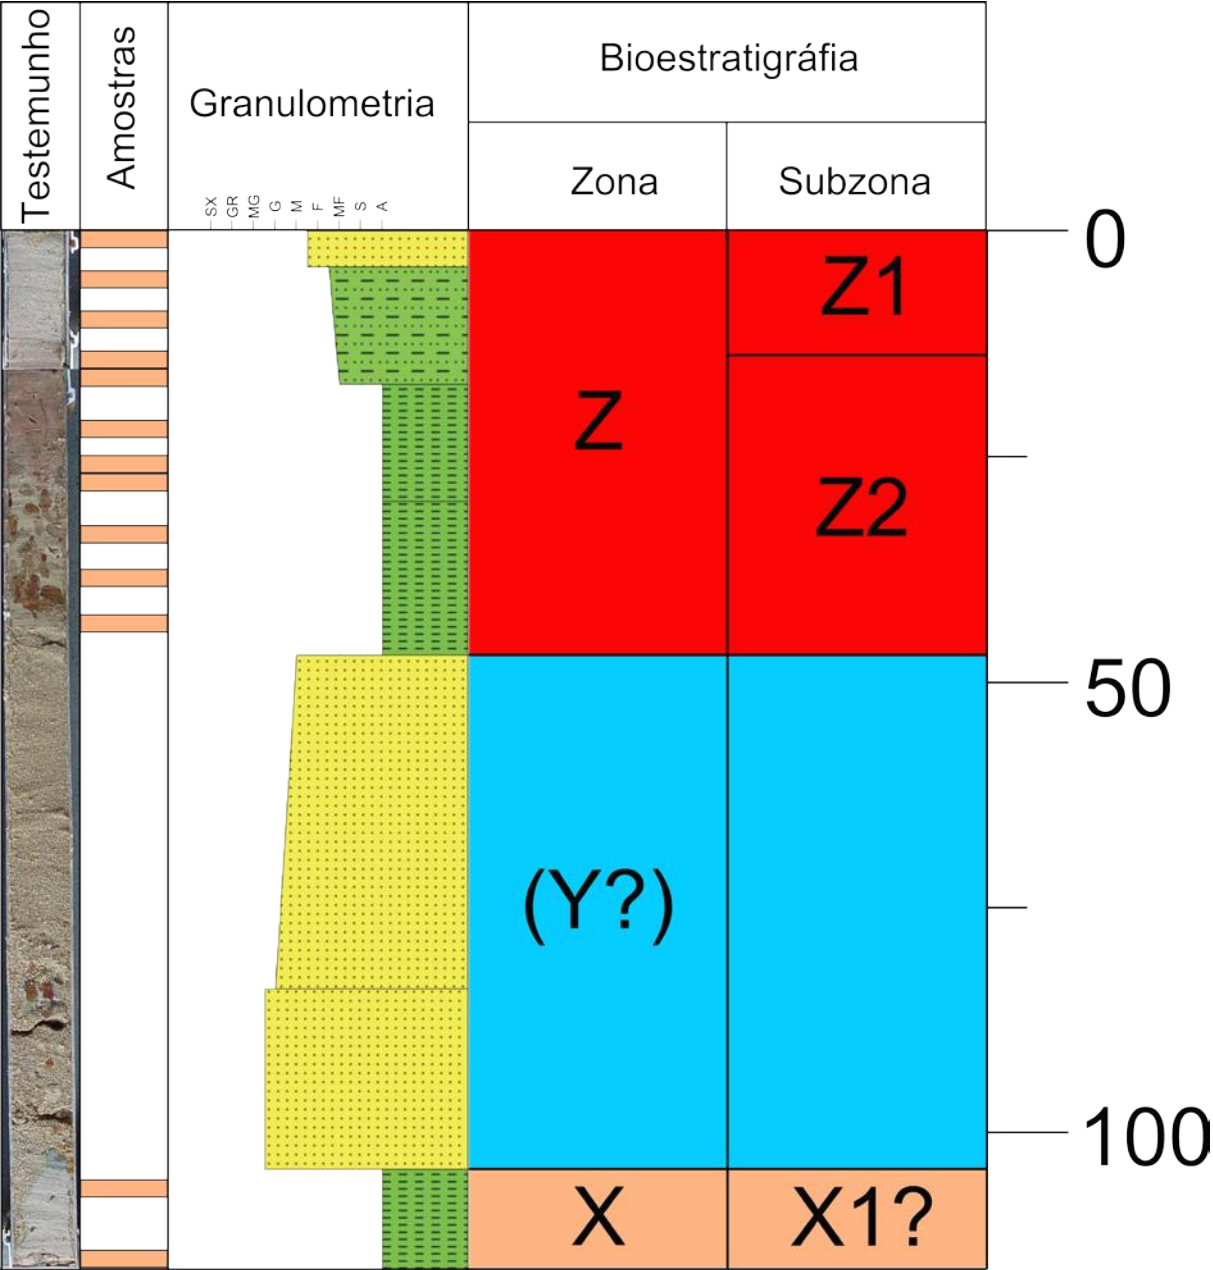 Testemunho
Amostras
Granulometria
Bioestratigráfia
Zona
Subzona
SX
GR
MG
G
M
F
MF
S
A
0
Z1
Z
Z2
50
(Y?)
100
X
X1?